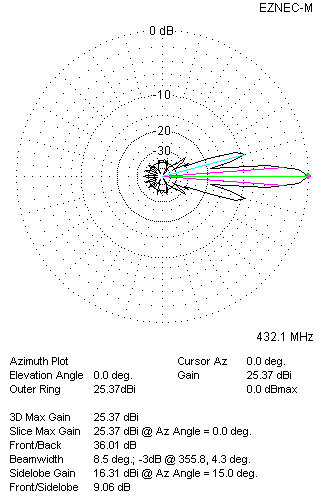 EZNEC-M
0 dB
-10
-20
-30
432.1 MHz
Azimuth Plot Cursor Az 0.0 deg.
Elevation Angle 0.0 deg. Gain 25.37 dBi
Outer Ring 25.37dBi 0.0 dBmax
3D Max Gain 25.37 dBi
Slice Max Gain 25.37 dBi @ Az Angle = 0.0 deg.
Front/Back 36.01 dB
Beamwidth 8.5 deg.; -3dB @ 355.8, 4.3 deg.
Sidelobe Gain 16.31 dBi @ Az Angle = 15.0 deg.
Front/Sidelobe 9.06 dB